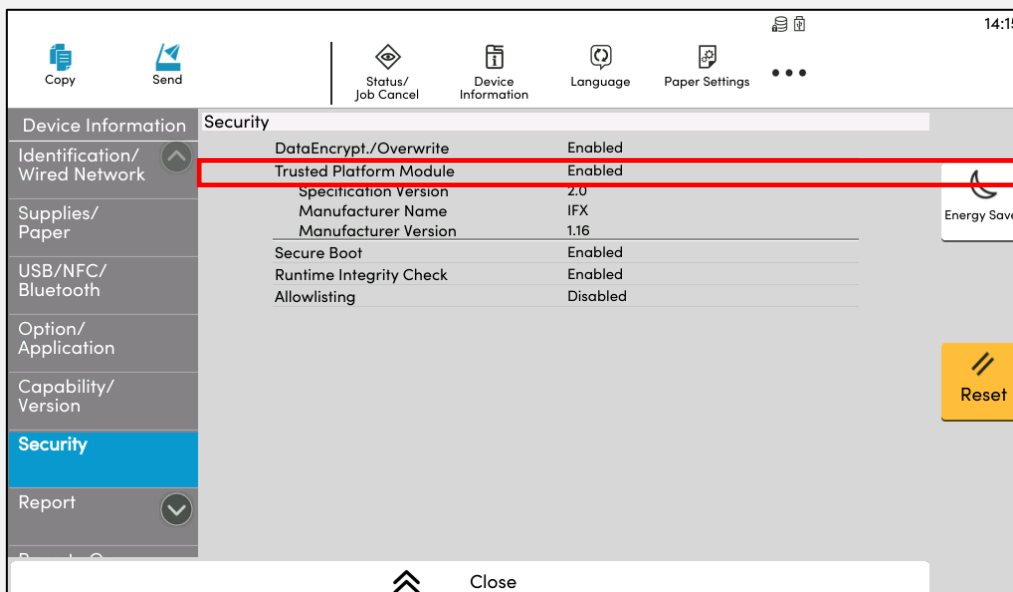 14:15
Copy
Send
Status/
Job Cancel
Device
Information
Language
Paper Settings
Device Information
Identification/
Wired Network
Supplies/
Paper
USB/NFC/
Bluetooth
Option/
Application
Capability/
Version
Security
Report
Security
DataEncrypt./Overwrite Enabled
Trusted Platform Module Enabled
Specification Version 2.0
Manufacturer Name IFX
Manufacturer Version 1.16
Secure Boot Enabled
Runtime Integrity Check Enabled
Allowlisting Disabled
Energy Save
Reset
Close